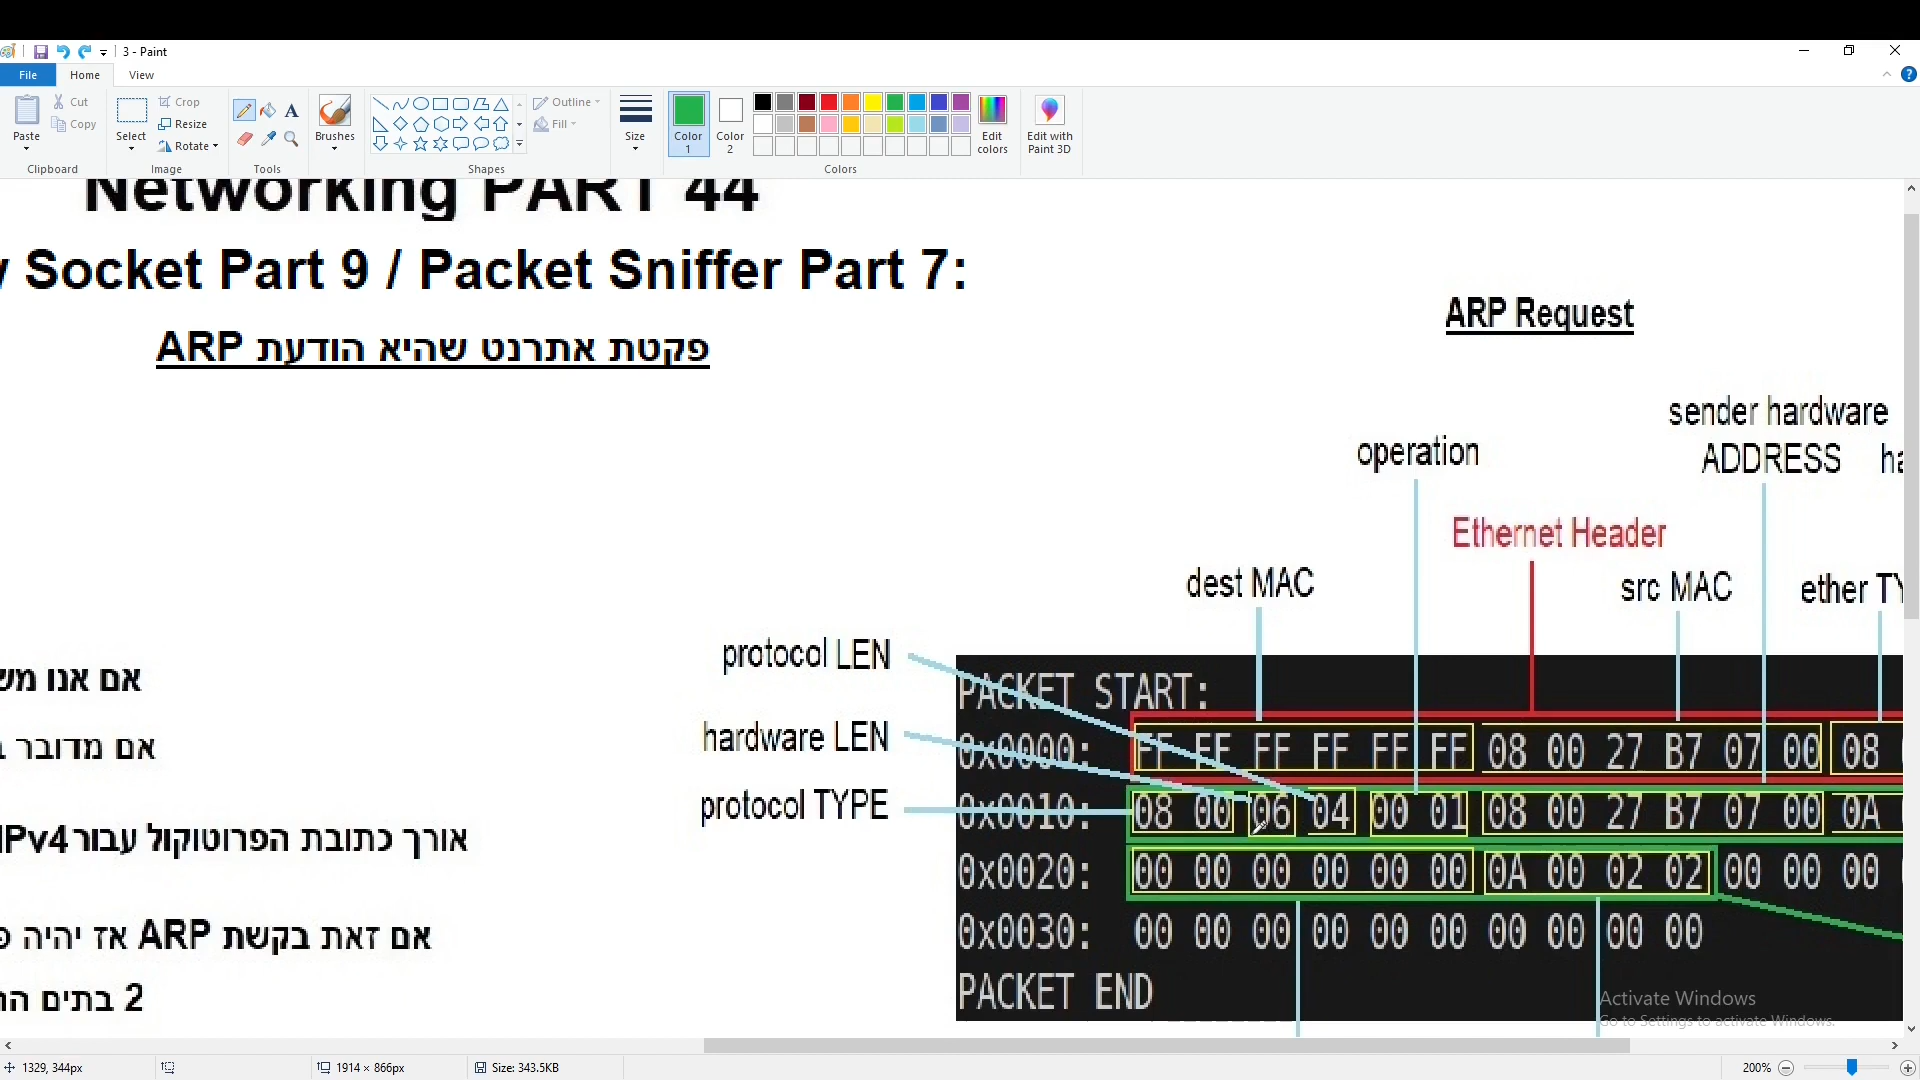 3 - Paint
File Home View
Paste
Cut
Copy
Clipboard
Select
Crop
Resize
Rotate
Image
A
Tools
Brushes
Shapes
Outline
Fill
Size
Color 1
Color 2
Colors
Edit colors
Edit with Paint 3D
Networking PART 44
Socket Part 9 / Packet Sniffer Part 7:
פקטת אתרנט שהיא הודעת ARP
ARP Request
sender hardware
ADDRESS
operation
Ethernet Header
dest MAC
src MAC
ether
protocol LEN
hardware LEN
protocol TYPE
אם אנו
אם מדובר
אורך כתובת הפרוטוקול עבור IPv4
אם זאת בקשת ARP אז יהיה
2 בתים
PACKET START:
0x0000: FF FF FF FF FF FF 08 00 27 B7 07 00 08
0x0010: 08 00 06 04 00 01 08 00 27 B7 07 00 0A
0x0020: 00 00 00 00 00 00 0A 00 02 02 00 00 00
0x0030: 00 00 00 00 00 00 00 00 00 00
PACKET END
Activate Windows
Go to Settings to activate Windows.
1329, 344px
1914 × 866px
Size: 343.5KB
200%